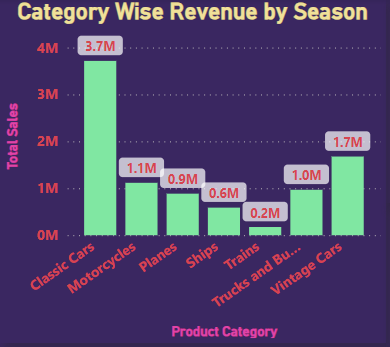 Category Wise Revenue by Season
Total Sales
4M
3M
2M
1M
0M
3.7M
1.1M
0.9M
0.6M
0.2M
1.0M
1.7M
Classic Cars
Motorcycles
Planes
Ships
Trains
Trucks and Bu...
Vintage Cars
Product Category